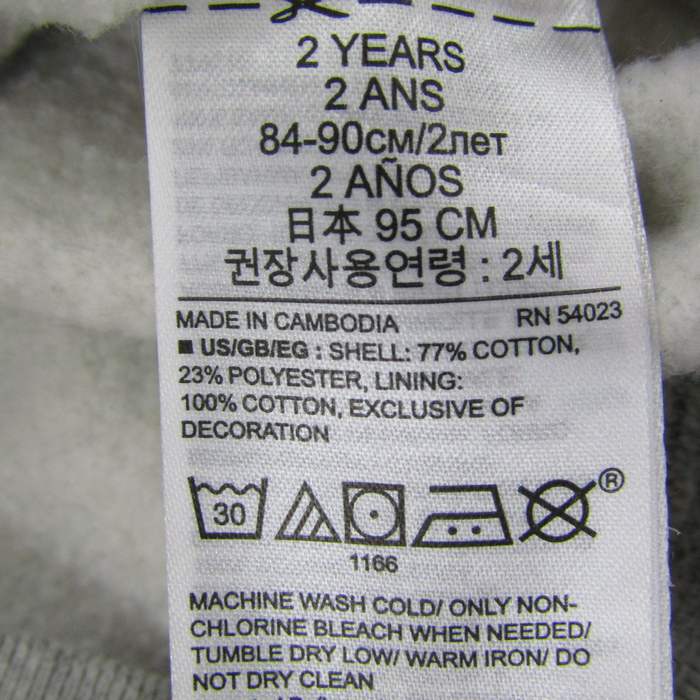 2 YEARS
2 ANS
84-90см/2лет
2 AÑOS
日本 95 CM
권장사용연령 : 2세
MADE IN CAMBODIA RN 54023
■ US/GB/EG : SHELL: 77% COTTON,
23% POLYESTER, LINING:
100% COTTON, EXCLUSIVE OF
DECORATION
30 ®
1166
MACHINE WASH COLD/ ONLY NON-
CHLORINE BLEACH WHEN NEEDED/
TUMBLE DRY LOW/ WARM IRON/ DO
NOT DRY CLEAN